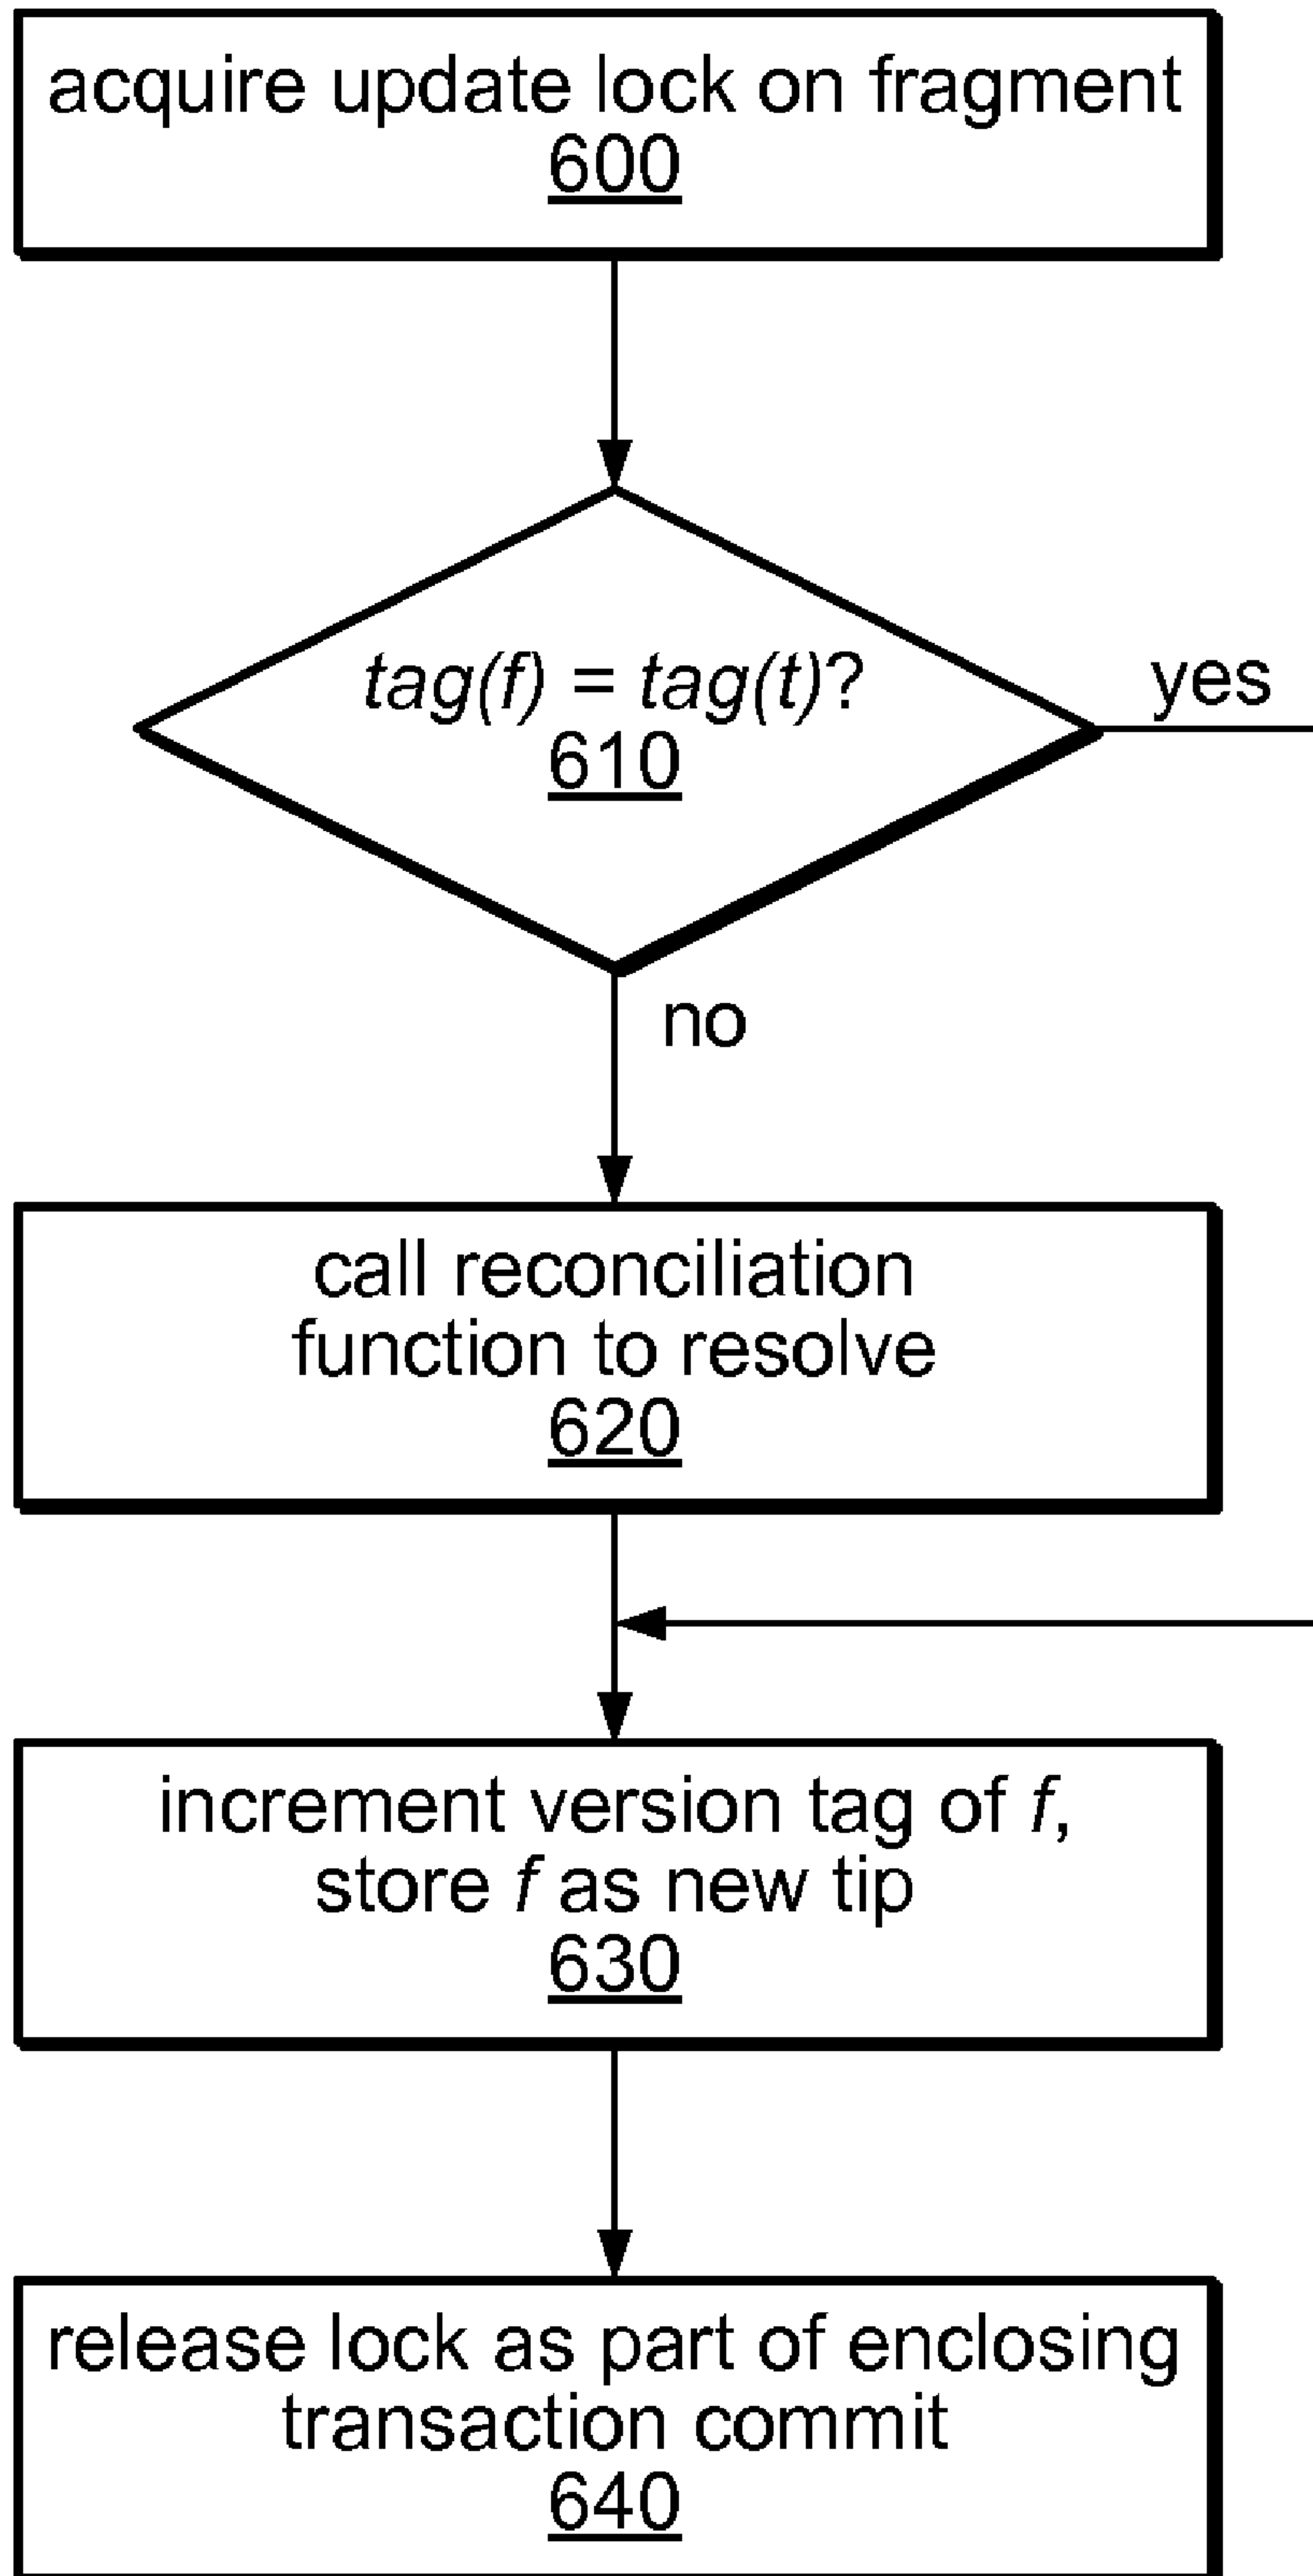 acquire update lock on fragment
600
tag(f) = tag(t)?
610
yes
no
call reconciliation
function to resolve
620
increment version tag of f,
store f as new tip
630
release lock as part of enclosing
transaction commit
640